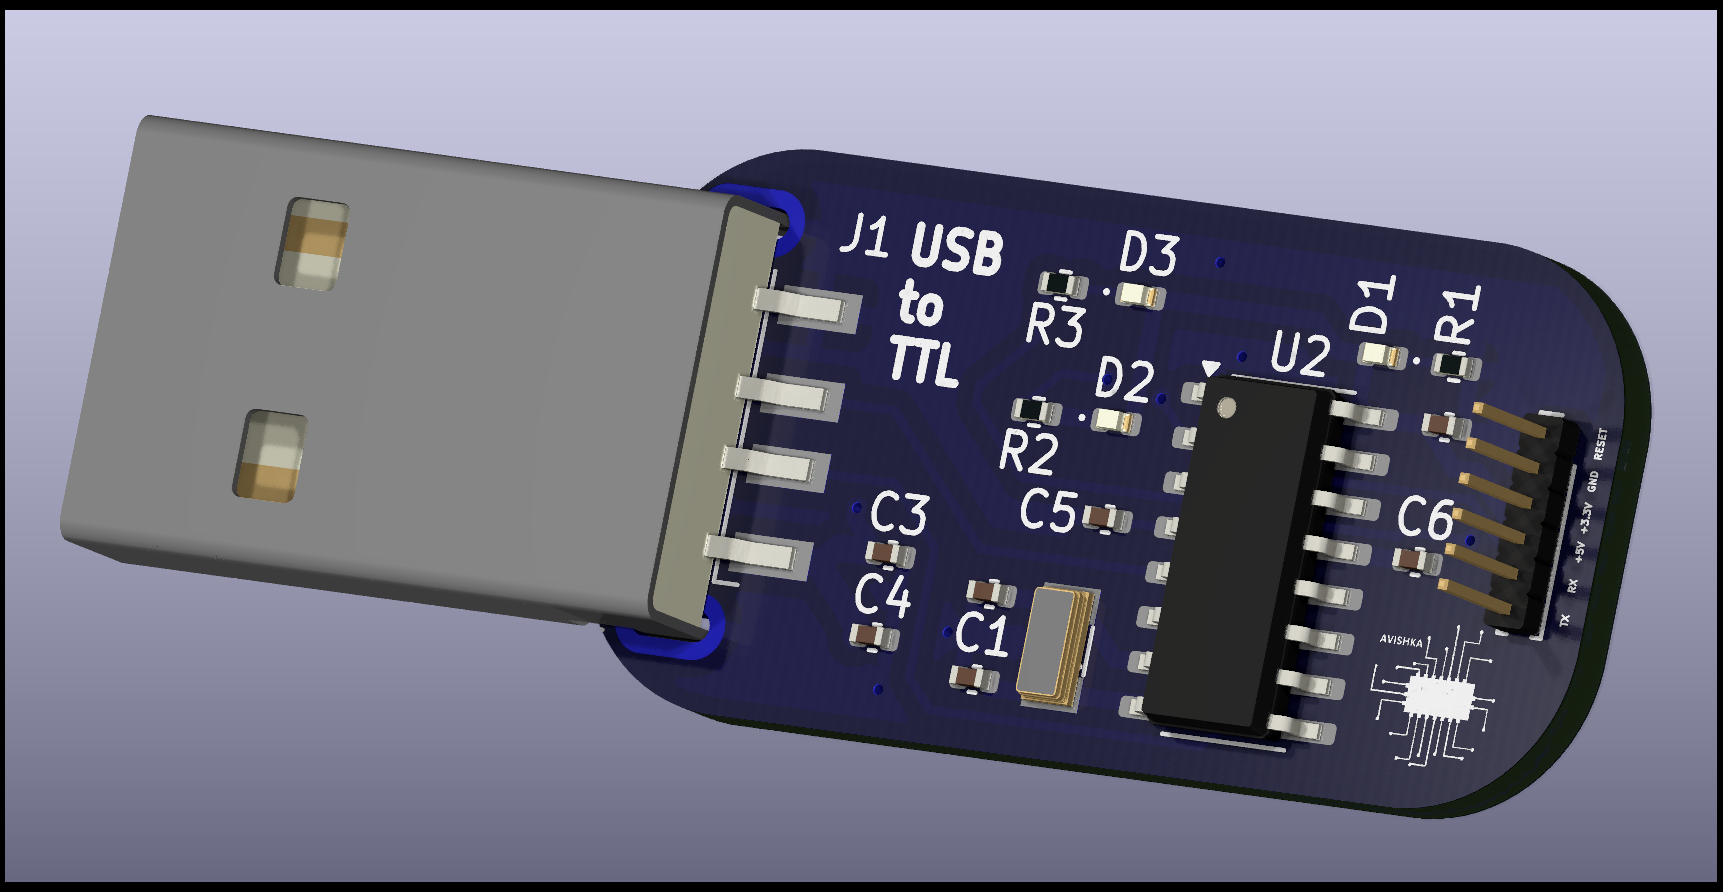 J1 USB
to
TTL
D3
R3
D2
R2
D1
R1
U2
C3
C4
C5
C1
C6
RESET
GND
+3.3V
+5V
RX
TX
AVISHKA